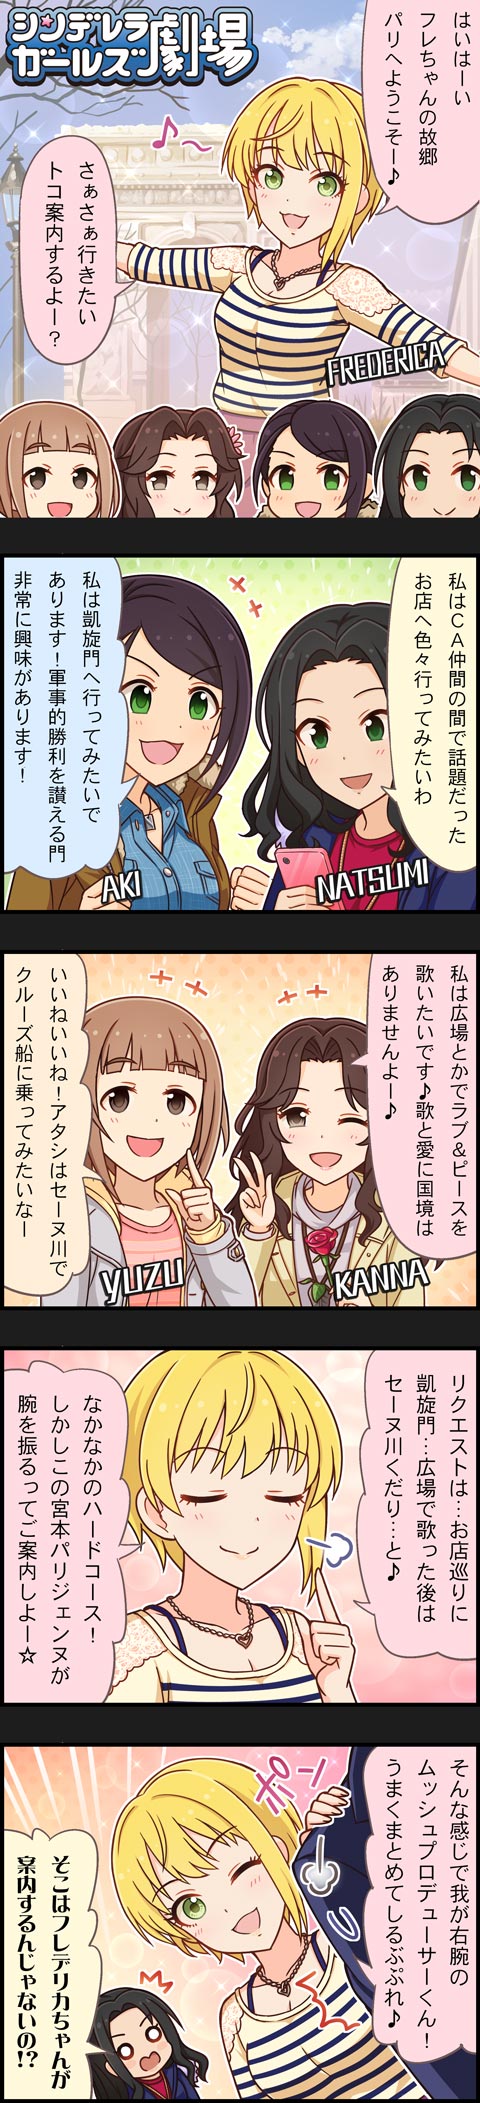 シンデレラ
ガールズ劇場
はいはーい
フレちゃんの故郷
パリへようこそー♪
さぁさぁ行きたい
トコ案内するよー？
FREDERICA
私はCA仲間の間で話題だった
お店へ色々行ってみたいわ
私は凱旋門へ行ってみたいで
あります！軍事的勝利を讃える門
非常に興味があります！
AKI
NATSUMI
私は広場とかでラブ&ピースを
歌いたいです♪歌と愛に国境は
ありませんよー♪
いいねいいね！アタシはセーヌ川で
クルーズ船に乗ってみたいなー
YUZU
KANNA
リクエストは…お店巡りに
凱旋門…広場で歌った後は
セーヌ川くだり…と♪
なかなかのハードコース！
しかしこの宮本パリジェンヌが
腕を振るってご案内しよー☆
そんな感じで我が右腕の
ムッシュプロデューサーくん！
うまくまとめてしるぶぷれ♪
ポン
そこはフレデリカちゃんが
案内するんじゃないの!?